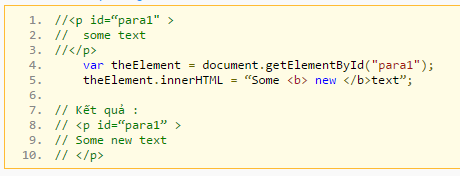 1. //<p id=“para1" >
2. //  some text
3. //</p>
4.     var theElement = document.getElementById("para1");
5.     theElement.innerHTML = “Some <b> new </b>text”;
6.
7. // Kết quả :
8. // <p id=“para1” >
9. // Some new text
10. // </p>